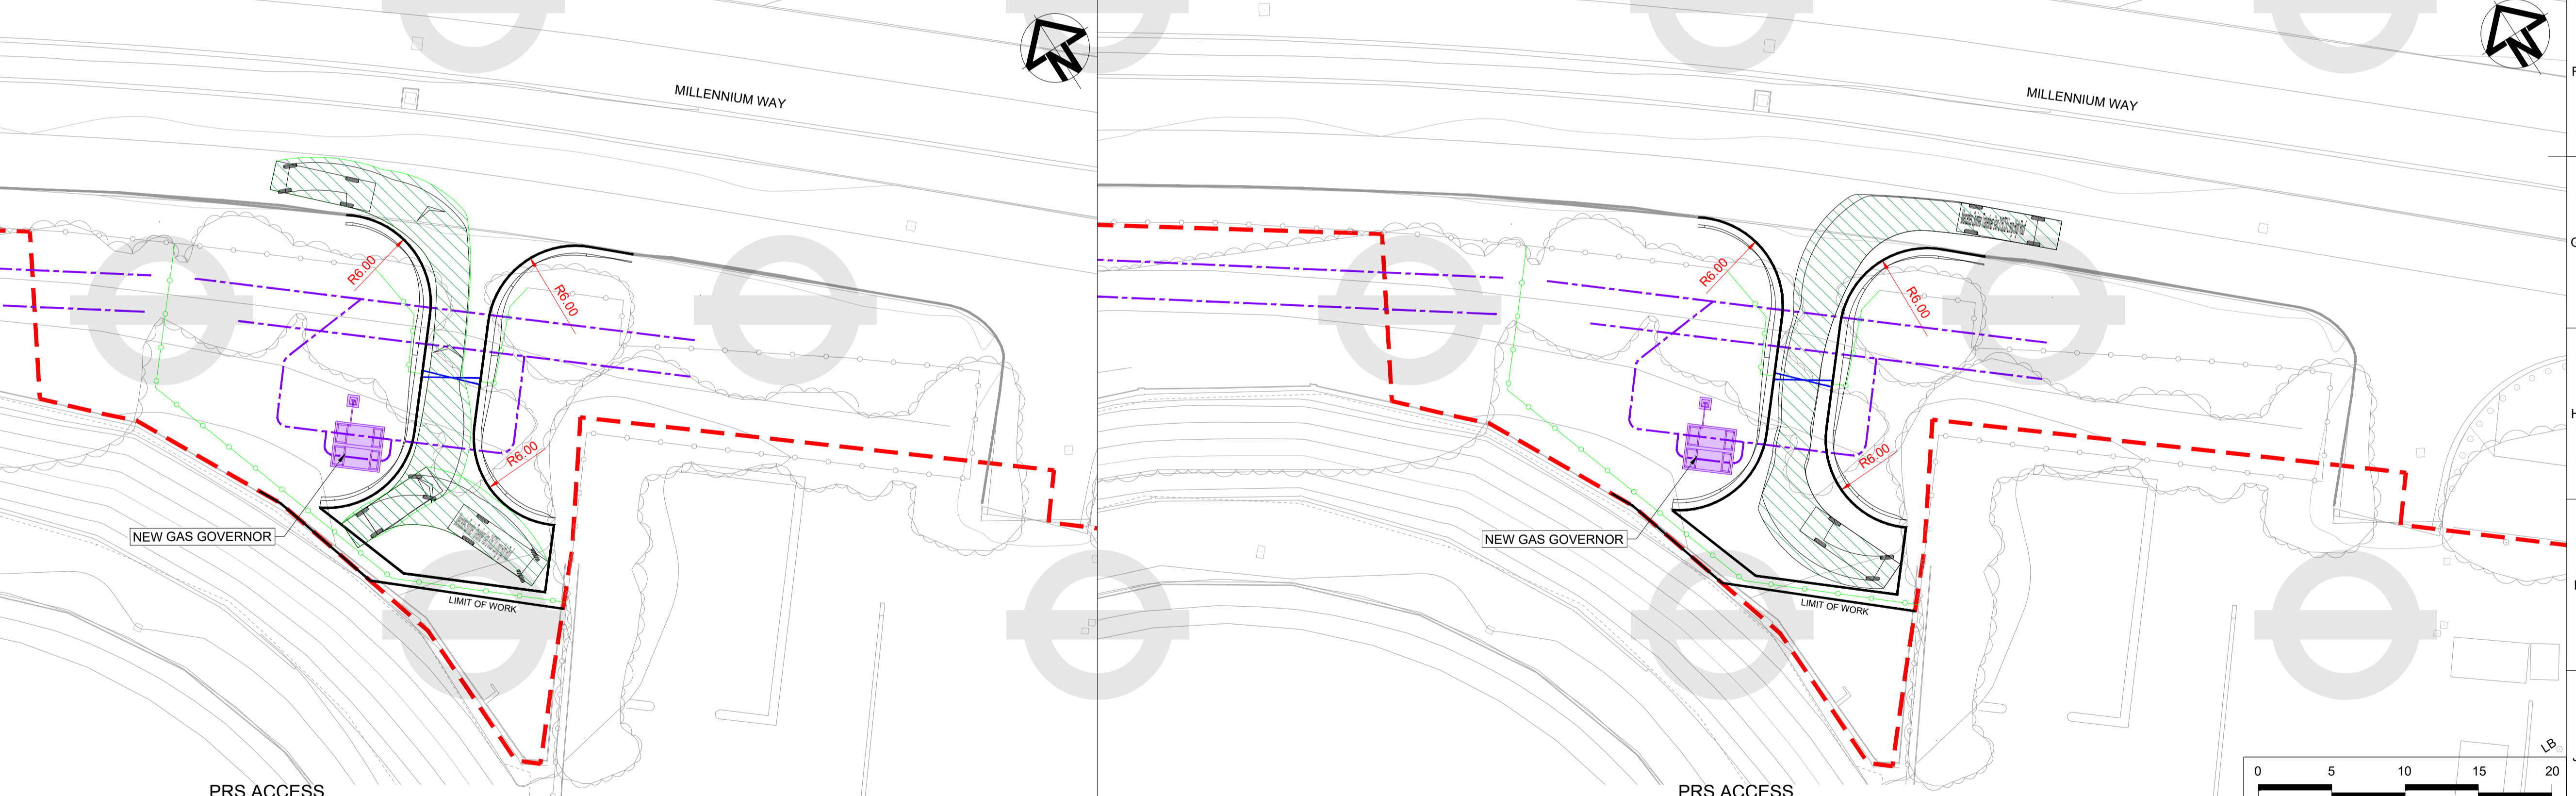 MILLENNIUM WAY
R6.00
R6.00
R6.00
NEW GAS GOVERNOR
LIMIT OF WORK
PRS ACCESS
N
MILLENNIUM WAY
R6.00
R6.00
R6.00
NEW GAS GOVERNOR
LIMIT OF WORK
PRS ACCESS
N
LB
0 5 10 15 20